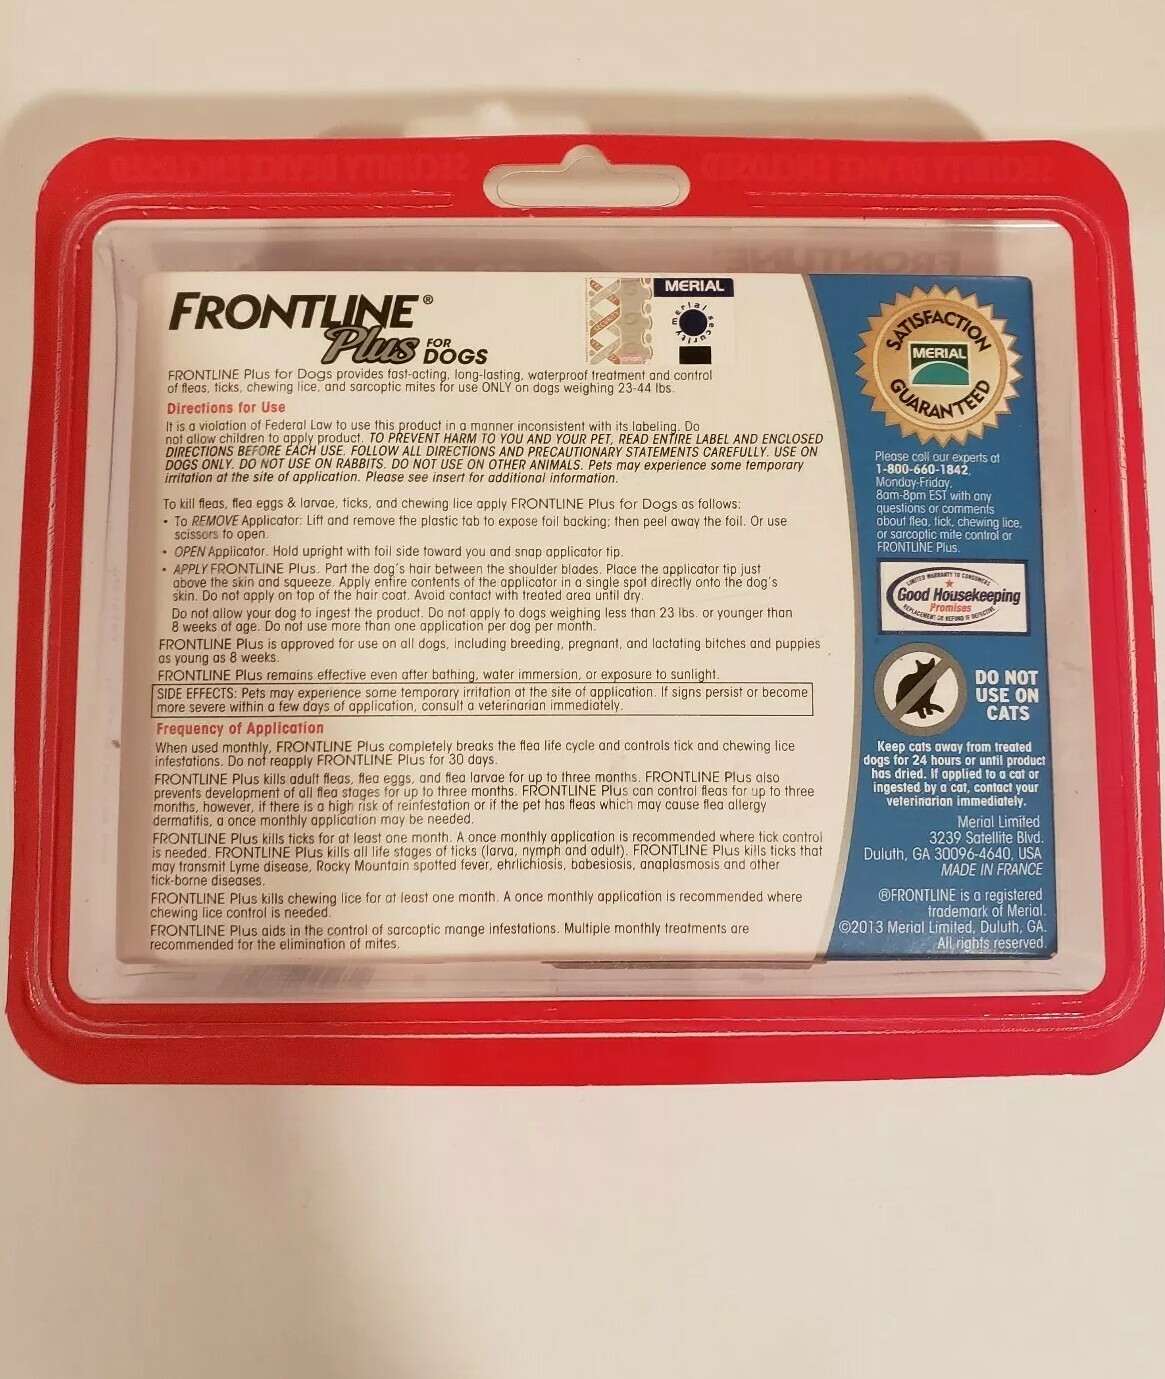 FRONTLINE®
Plus FOR DOGS
MERIAL
merial security
FRONTLINE Plus for Dogs provides fast-acting, long-lasting, waterproof treatment and control
of fleas, ticks, chewing lice, and sarcoptic mites for use ONLY on dogs weighing 23-44 lbs.
Directions for Use
It is a violation of Federal Law to use this product in a manner inconsistent with its labeling. Do
not allow children to apply product. TO PREVENT HARM TO YOU AND YOUR PET, READ ENTIRE LABEL AND ENCLOSED
DIRECTIONS BEFORE EACH USE. FOLLOW ALL DIRECTIONS AND PRECAUTIONARY STATEMENTS CAREFULLY. USE ON
DOGS ONLY. DO NOT USE ON RABBITS. DO NOT USE ON OTHER ANIMALS. Pets may experience some temporary
irritation at the site of application. Please see insert for additional information.
To kill fleas, flea eggs & larvae, ticks, and chewing lice apply FRONTLINE Plus for Dogs as follows:
• To REMOVE Applicator: Lift and remove the plastic tab to expose foil backing; then peel away the foil. Or use
scissors to open.
• OPEN Applicator. Hold upright with foil side toward you and snap applicator tip.
• APPLY FRONTLINE Plus. Part the dog's hair between the shoulder blades. Place the applicator tip just
above the skin and squeeze. Apply entire contents of the applicator in a single spot directly onto the dog's
skin. Do not apply on top of the hair coat. Avoid contact with treated area until dry.
Do not allow your dog to ingest the product. Do not apply to dogs weighing less than 23 lbs. or younger than
8 weeks of age. Do not use more than one application per dog per month.
FRONTLINE Plus is approved for use on all dogs, including breeding, pregnant, and lactating bitches and puppies
as young as 8 weeks.
FRONTLINE Plus remains effective even after bathing, water immersion, or exposure to sunlight.
SIDE EFFECTS: Pets may experience some temporary irritation at the site of application. If signs persist or become
more severe within a few days of application, consult a veterinarian immediately.
Frequency of Application
When used monthly, FRONTLINE Plus completely breaks the flea life cycle and controls tick and chewing lice
infestations. Do not reapply FRONTLINE Plus for 30 days.
FRONTLINE Plus kills adult fleas, flea eggs, and flea larvae for up to three months. FRONTLINE Plus also
prevents development of all flea stages for up to three months. FRONTLINE Plus can control fleas for up to three
months, however, if there is a high risk of reinfestation or if the pet has fleas which may cause flea allergy
dermatitis, a once monthly application may be needed.
FRONTLINE Plus kills ticks for at least one month. A once monthly application is recommended where tick control
is needed. FRONTLINE Plus kills all life stages of ticks (larva, nymph and adult). FRONTLINE Plus kills ticks that
may transmit Lyme disease, Rocky Mountain spotted fever, ehrlichiosis, babesiosis, anaplasmosis and other
tick-borne diseases.
FRONTLINE Plus kills chewing lice for at least one month. A once monthly application is recommended where
chewing lice control is needed.
FRONTLINE Plus aids in the control of sarcoptic mange infestations. Multiple monthly treatments are
recommended for the elimination of mites.
SATISFACTION
MERIAL
GUARANTEED
Please call our experts at
1-800-660-1842,
Monday-Friday,
8am-8pm EST with any
questions or comments
about flea, tick, chewing lice,
or sarcoptic mite control or
FRONTLINE Plus.
LIMITED WARRANTY TO CONSUMERS
Good Housekeeping
Promises
REPLACEMENT OR REFUND IF DEFECTIVE
DO NOT
USE ON
CATS
Keep cats away from treated
dogs for 24 hours or until product
has dried. If applied to a cat or
ingested by a cat, contact your
veterinarian immediately.
Merial Limited
3239 Satellite Blvd.
Duluth, GA 30096-4640, USA
MADE IN FRANCE
®FRONTLINE is a registered
trademark of Merial.
©2013 Merial Limited, Duluth, GA.
All rights reserved.